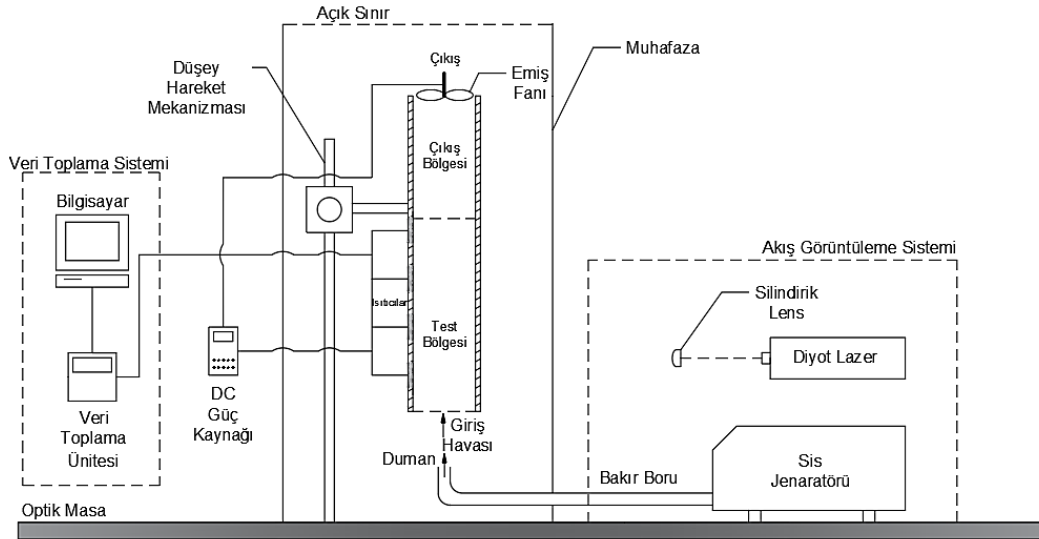 Açık Sınır
Muhafaza
Çıkış
Emiş
Fanı
Düşey
Hareket
Mekanizması
Çıkış
Bölgesi
Veri Toplama Sistemi
Bilgisayar
Isıtıcılar
Test
Bölgesi
Akış Görüntüleme Sistemi
Silindirik
Lens
Diyot Lazer
DC
Güç
Kaynağı
Veri
Toplama
Ünitesi
Giriş
Havası
Duman
Bakır Boru
Sis
Jenaratörü
Optik Masa